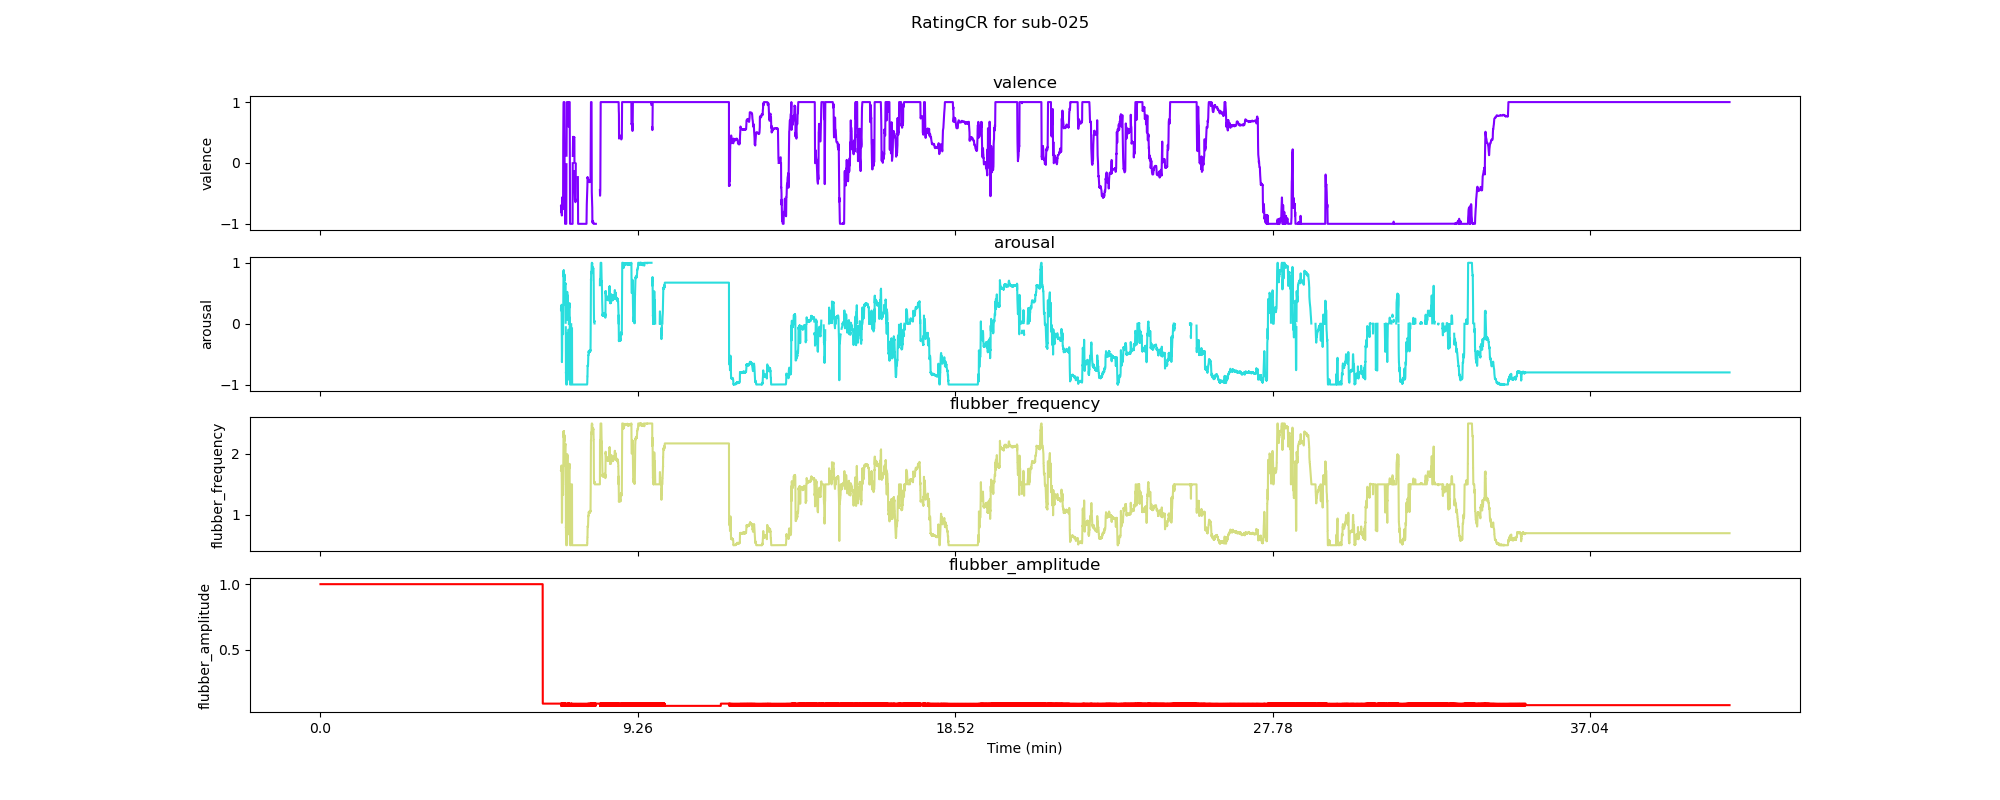 RatingCR for sub-025
valence
valence
1
0
−1
arousal
arousal
1
0
−1
flubber_frequency
flubber_frequency
2
1
flubber_amplitude
flubber_amplitude
1.0
0.5
0.0 9.26 18.52 27.78 37.04
Time (min)